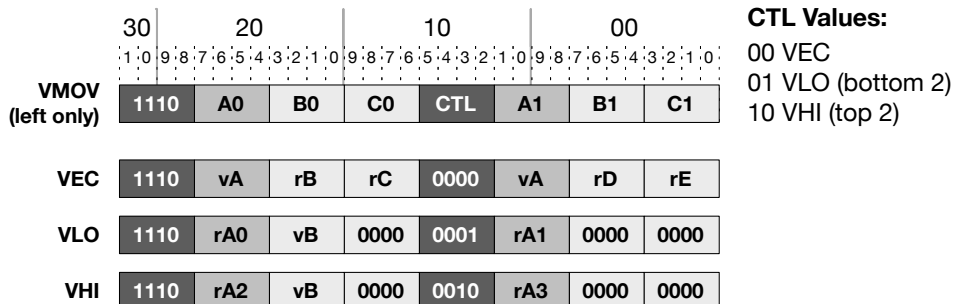 30 20 10 00
1 0 9 8 7 6 5 4 3 2 1 0 9 8 7 6 5 4 3 2 1 0 9 8 7 6 5 4 3 2 1 0
VMOV (left only) 1110 A0 B0 C0 CTL A1 B1 C1
VEC 1110 vA rB rC 0000 vA rD rE
VLO 1110 rA0 vB 0000 0001 rA1 0000 0000
VHI 1110 rA2 vB 0000 0010 rA3 0000 0000
CTL Values:
00 VEC
01 VLO (bottom 2)
10 VHI (top 2)